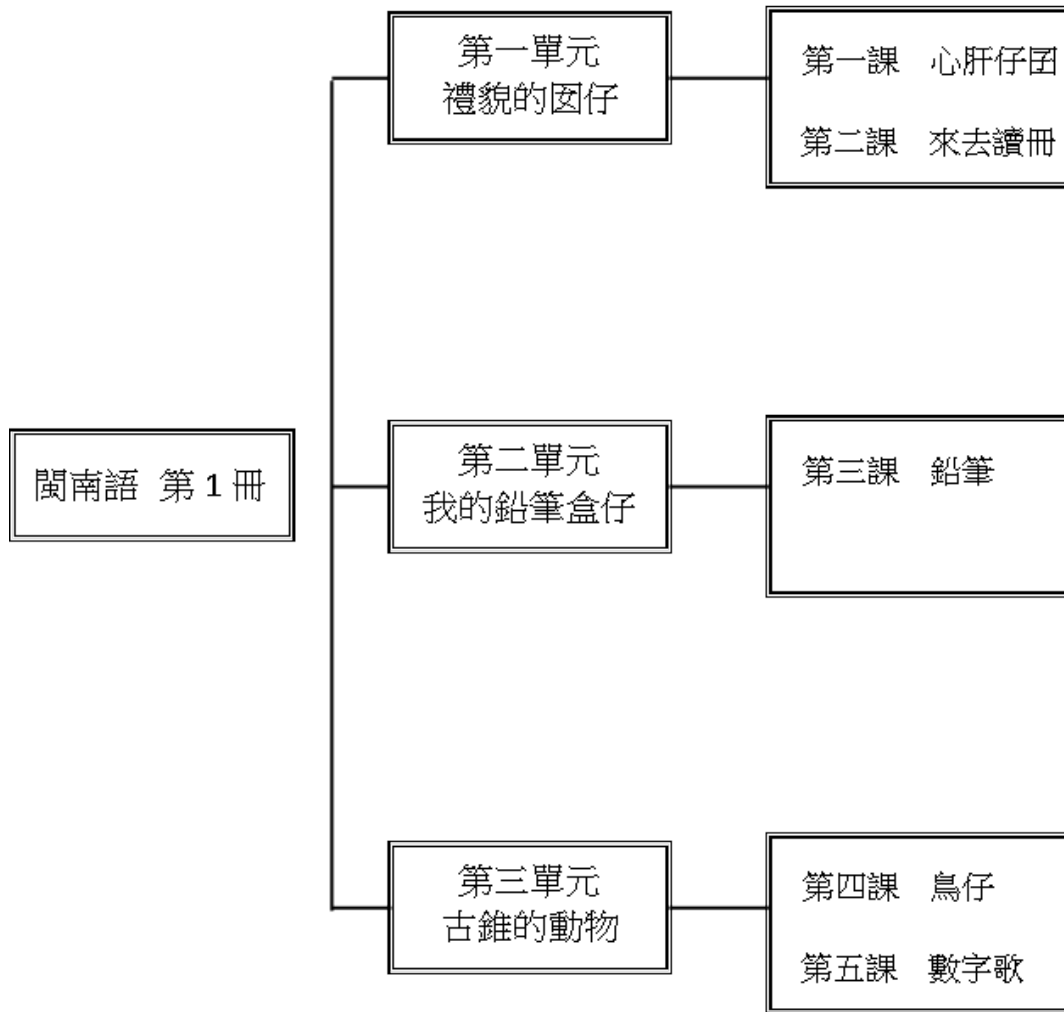 閩南語 第1冊
第一單元
禮貌的囡仔
第一課 心肝仔囝
第二課 來去讀冊
第二單元
我的鉛筆盒仔
第三課 鉛筆
第三單元
古錐的動物
第四課 鳥仔
第五課 數字歌